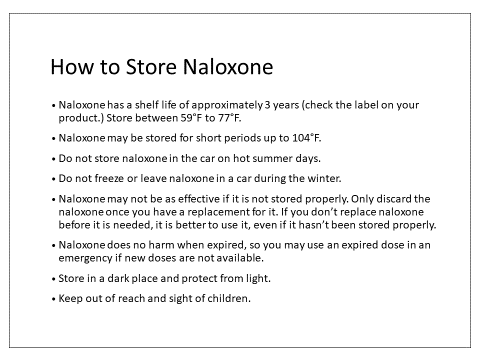 How to Store Naloxone
• Naloxone has a shelf life of approximately 3 years (check the label on your
product.) Store between 59°F to 77°F.
• Naloxone may be stored for short periods up to 104°F.
• Do not store naloxone in the car on hot summer days.
• Do not freeze or leave naloxone in a car during the winter.
• Naloxone may not be as effective if it is not stored properly. Only discard the
naloxone once you have a replacement for it. If you don't replace naloxone
before it is needed, it is better to use it, even if it hasn't been stored properly.
• Naloxone does no harm when expired, so you may use an expired dose in an
emergency if new doses are not available.
• Store in a dark place and protect from light.
• Keep out of reach and sight of children.